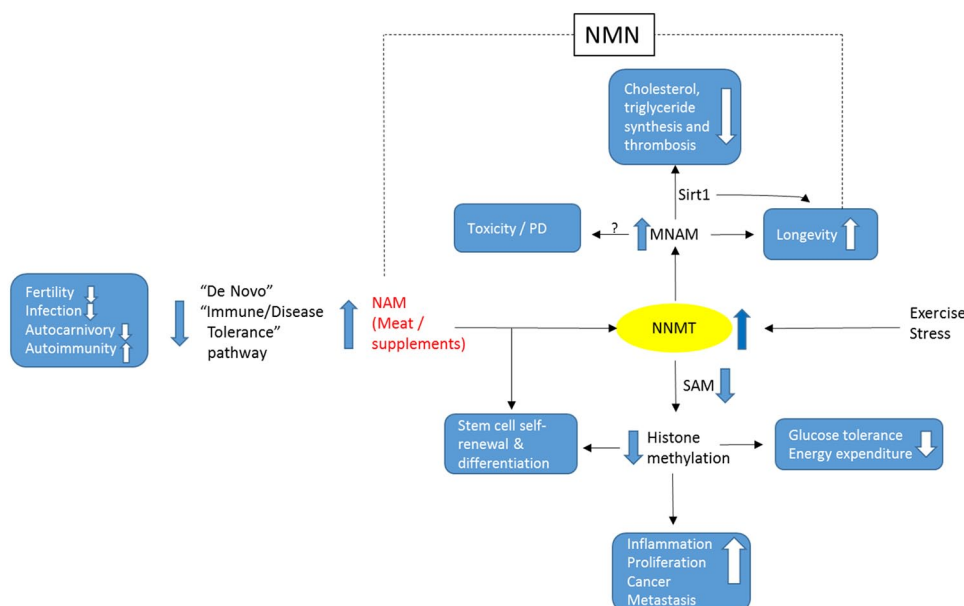 NMN
Cholesterol,
triglyceride
synthesis and
thrombosis
Sirt1
Toxicity / PD
?
MNAM
Longevity
Fertility
Infection
Autocarnivory
Autoimmunity
“De Novo”
“Immune/Disease
Tolerance”
pathway
NAM
(Meat /
supplements)
NNMT
Exercise
Stress
SAM
Stem cell self-
renewal &
differentiation
Histone
methylation
Glucose tolerance
Energy expenditure
Inflammation
Proliferation
Cancer
Metastasis